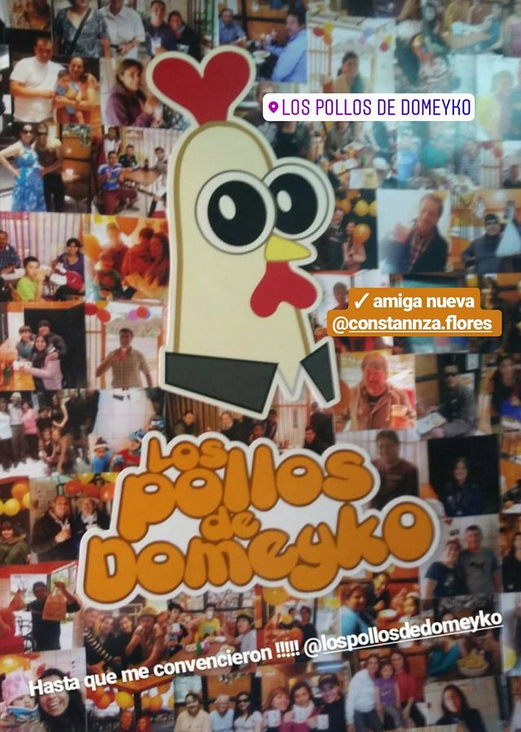 LOS POLLOS DE DOMEYKO
✓ amiga nueva
@constannza.flores
Los
pollos
de
Domeyko
Hasta que me convencieron !!!!! @lospollosdedomeyko